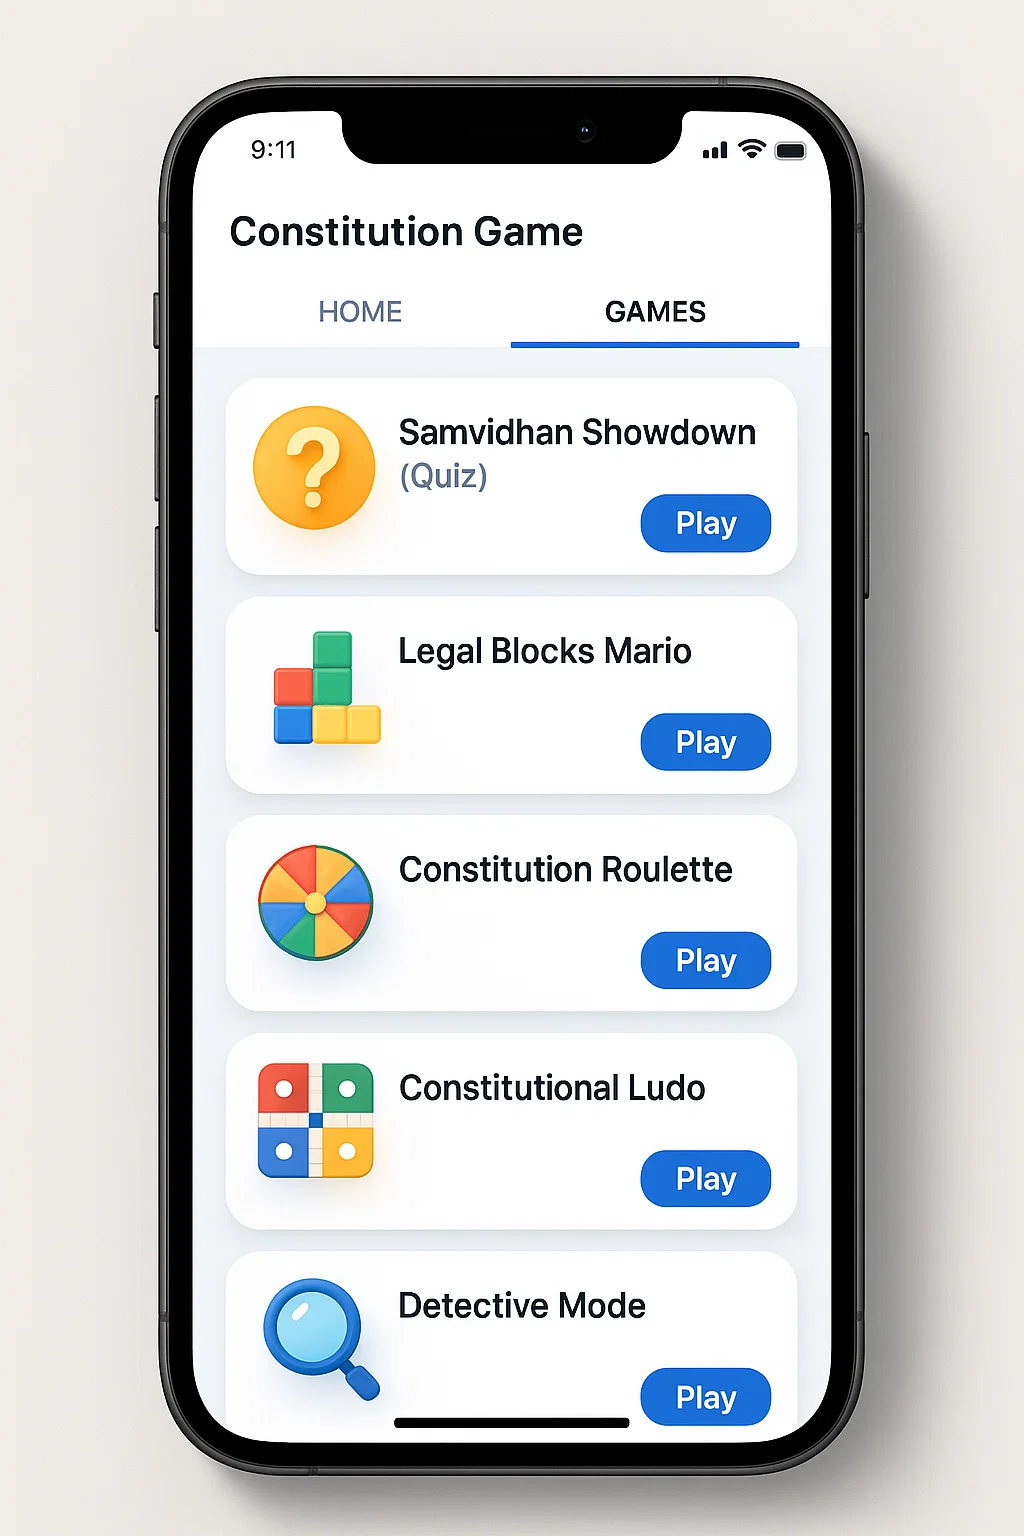 9:11
Constitution Game
HOME GAMES
Samvidhan Showdown
(Quiz)
Play
Legal Blocks Mario
Play
Constitution Roulette
Play
Constitutional Ludo
Play
Detective Mode
Play